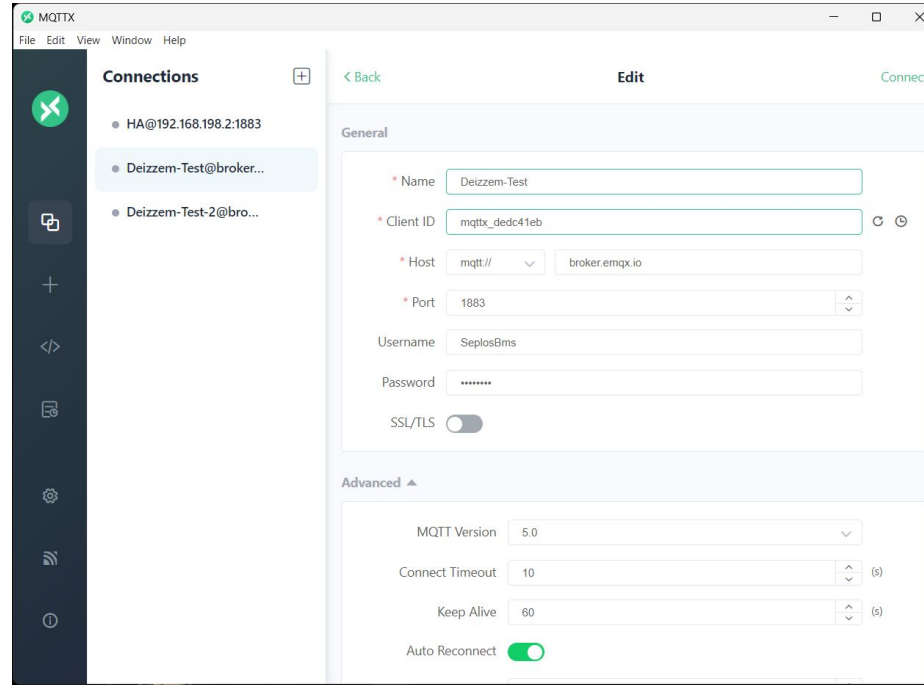 MQTTX
File Edit View Window Help
Connections
< Back
Edit
Connec
HA@192.168.198.2:1883
Deizzem-Test@broker...
Deizzem-Test-2@bro...
General
* Name Deizzem-Test
* Client ID mqttx_dedc41eb
* Host mqtt:// broker.emqx.io
* Port 1883
Username SeplosBms
Password ••••••••
SSL/TLS
Advanced
MQTT Version 5.0
Connect Timeout 10 (s)
Keep Alive 60 (s)
Auto Reconnect